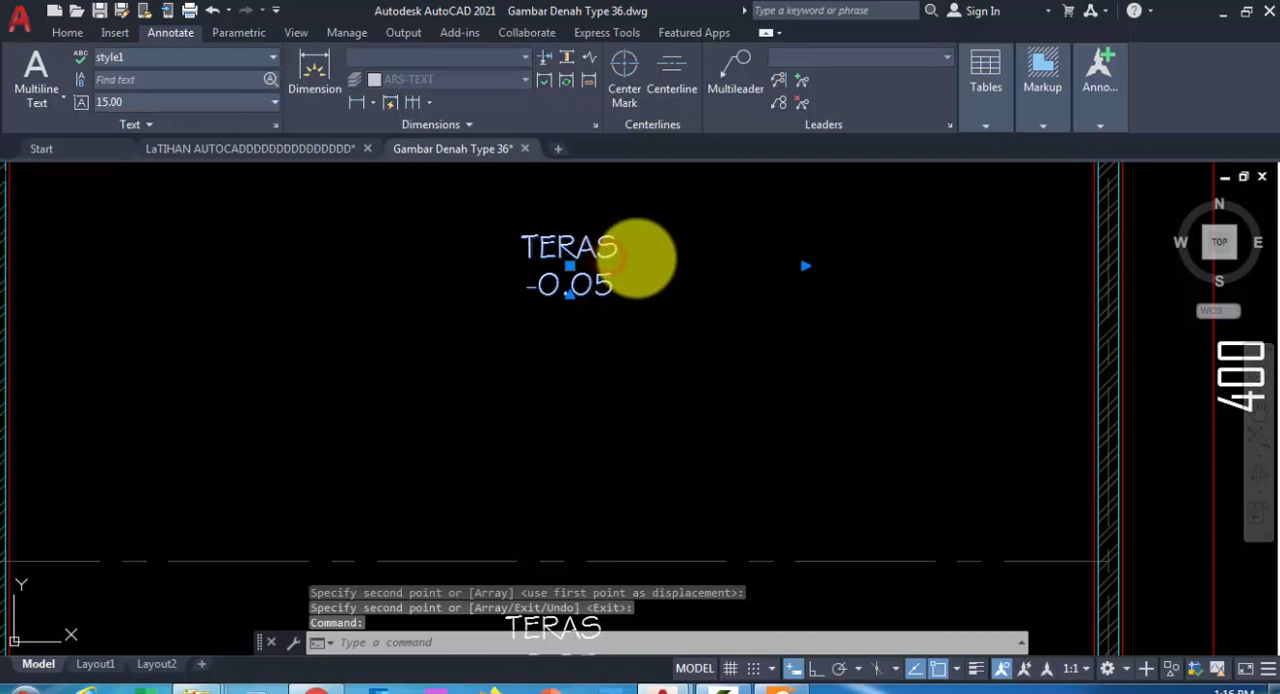 Autodesk AutoCAD 2021 Gambar Denah Type 36.dwg
Type a keyword or phrase
Sign In
Home Insert Annotate Parametric View Manage Output Add-ins Collaborate Express Tools Featured Apps
ABC style1
Find text
A 15.00
Multiline Text
Text
Dimension
ARS-TEXT
Dimensions
Center Mark
Centerline
Centerlines
Multileader
Leaders
Tables
Markup
Anno...
Start LaTIHAN AUTOCADDDDDDDDDDDDDDD* Gambar Denah Type 36*
TERAS
-0.05
N
W TOP E
S
WCS
400
Y
X
Specify second point or [Array] <use first point as displacement>:
Specify second point or [Array/Exit/Undo] <Exit>:
Command:
TERAS
Type a command
Model Layout1 Layout2
MODEL
1:1